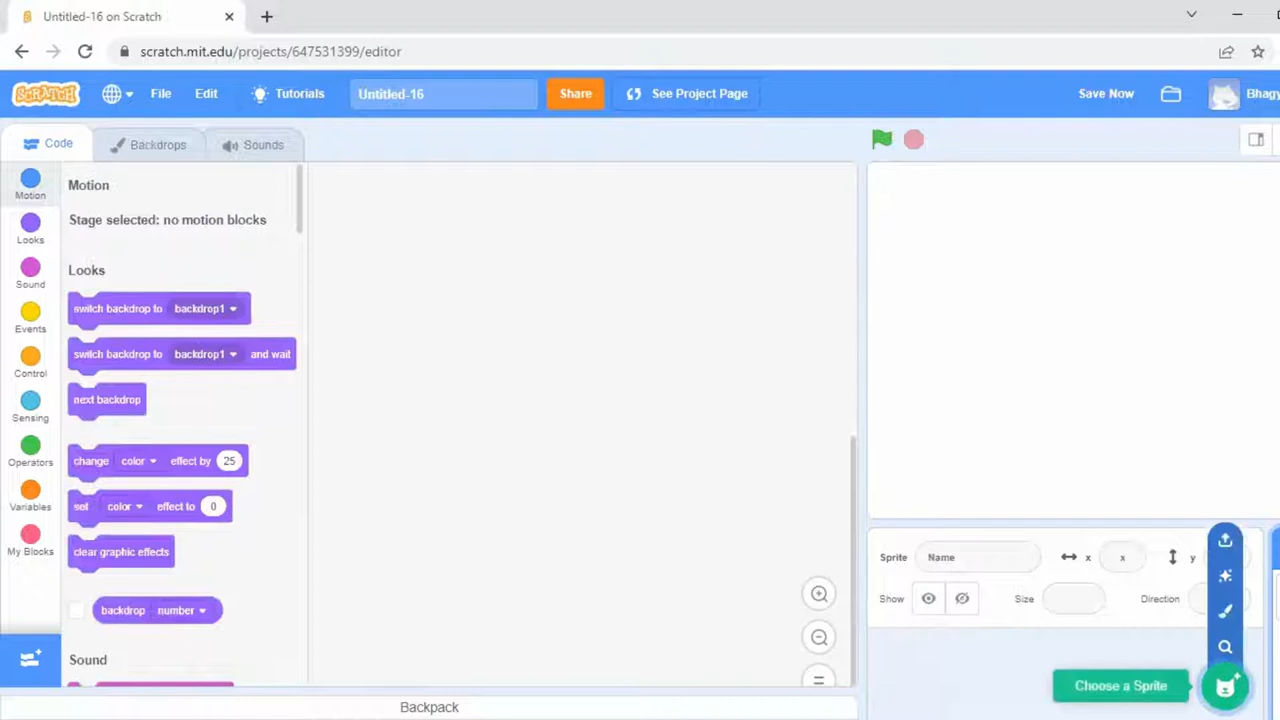 Untitled-16 on Scratch
scratch.mit.edu/projects/647531399/editor
SCRATCH File Edit Tutorials Untitled-16 Share See Project Page Save Now Bhagy
Code Backdrops Sounds
Motion
Looks
Sound
Events
Control
Sensing
Operators
Variables
My Blocks
Motion
Stage selected: no motion blocks
Looks
switch backdrop to backdrop1
switch backdrop to backdrop1 and wait
next backdrop
change color effect by 25
set color effect to 0
clear graphic effects
backdrop number
Sound
Sprite Name x x y
Show Size Direction
Choose a Sprite
Backpack